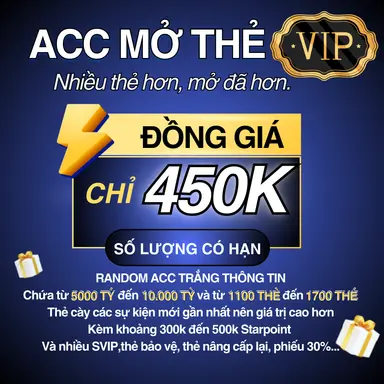 ACC MỞ THẺ VIP
Nhiều thẻ hơn, mở đã hơn.
ĐỒNG GIÁ
CHỈ 450K
SỐ LƯỢNG CÓ HẠN
RANDOM ACC TRẮNG THÔNG TIN
Chứa từ 5000 TỶ đến 10.000 TỶ và từ 1100 THẺ đến 1700 THẺ
Thẻ cày các sự kiện mới gần nhất nên giá trị cao hơn
Kèm khoảng 300k đến 500k Starpoint
Và nhiều SVIP,thẻ bảo vệ, thẻ nâng cấp lại, phiếu 30%...